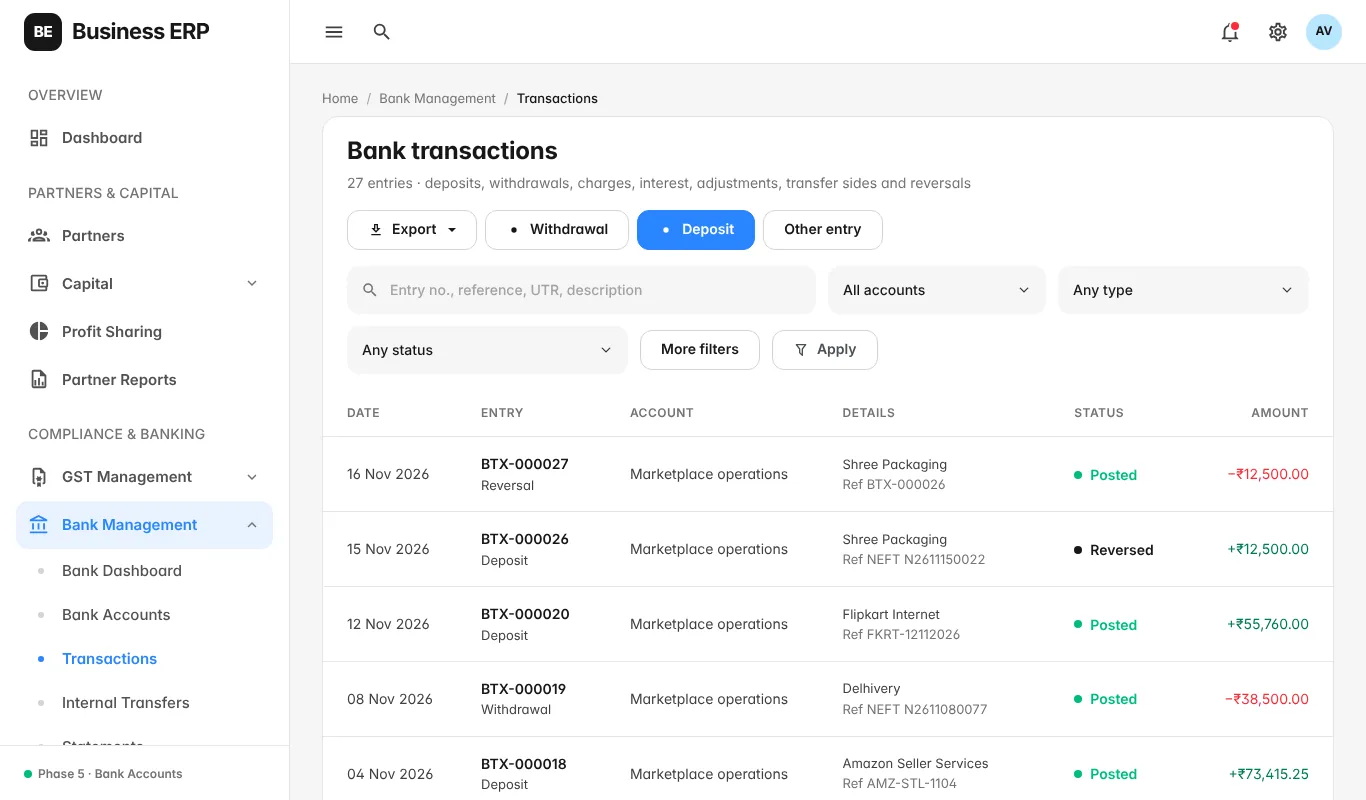 BE Business ERP
AV
OVERVIEW
Dashboard
PARTNERS & CAPITAL
Partners
Capital
Profit Sharing
Partner Reports
COMPLIANCE & BANKING
GST Management
Bank Management
Bank Dashboard
Bank Accounts
Transactions
Internal Transfers
Statements
Phase 5 · Bank Accounts
Home / Bank Management / Transactions
Bank transactions
27 entries · deposits, withdrawals, charges, interest, adjustments, transfer sides and reversals
Export • Withdrawal • Deposit Other entry
Entry no., reference, UTR, description All accounts Any type
Any status More filters Apply
DATE ENTRY ACCOUNT DETAILS STATUS AMOUNT
16 Nov 2026 BTX-000027 Reversal Marketplace operations Shree Packaging Ref BTX-000026 Posted −₹12,500.00
15 Nov 2026 BTX-000026 Deposit Marketplace operations Shree Packaging Ref NEFT N2611150022 Reversed +₹12,500.00
12 Nov 2026 BTX-000020 Deposit Marketplace operations Flipkart Internet Ref FKRT-12112026 Posted +₹55,760.00
08 Nov 2026 BTX-000019 Withdrawal Marketplace operations Delhivery Ref NEFT N2611080077 Posted −₹38,500.00
04 Nov 2026 BTX-000018 Deposit Marketplace operations Amazon Seller Services Ref AMZ-STL-1104 Posted +₹73,415.25